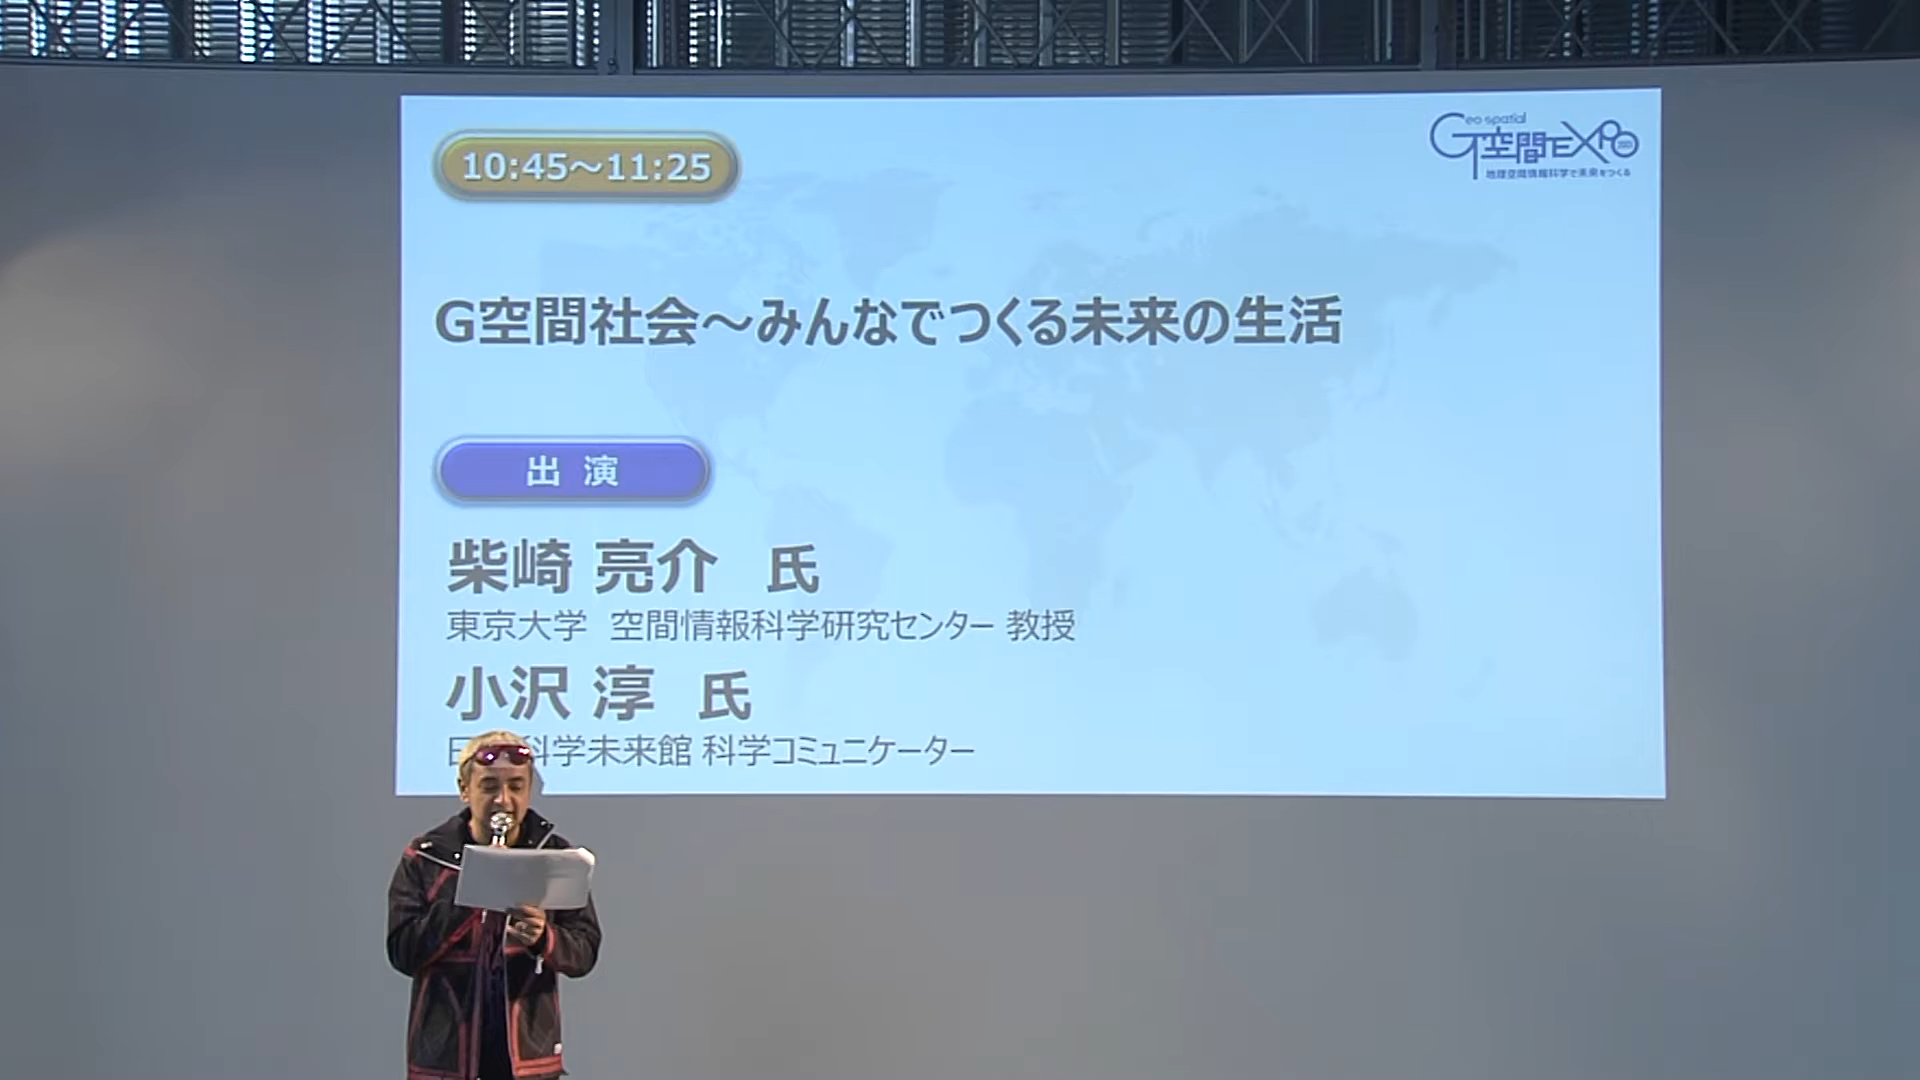 Geo spatial
G空間EXPO
地理空間情報科学で未来をつくる
10:45～11:25
G空間社会～みんなでつくる未来の生活
出 演
柴崎 亮介 氏
東京大学 空間情報科学研究センター 教授
小沢 淳 氏
科学未来館 科学コミュニケーター